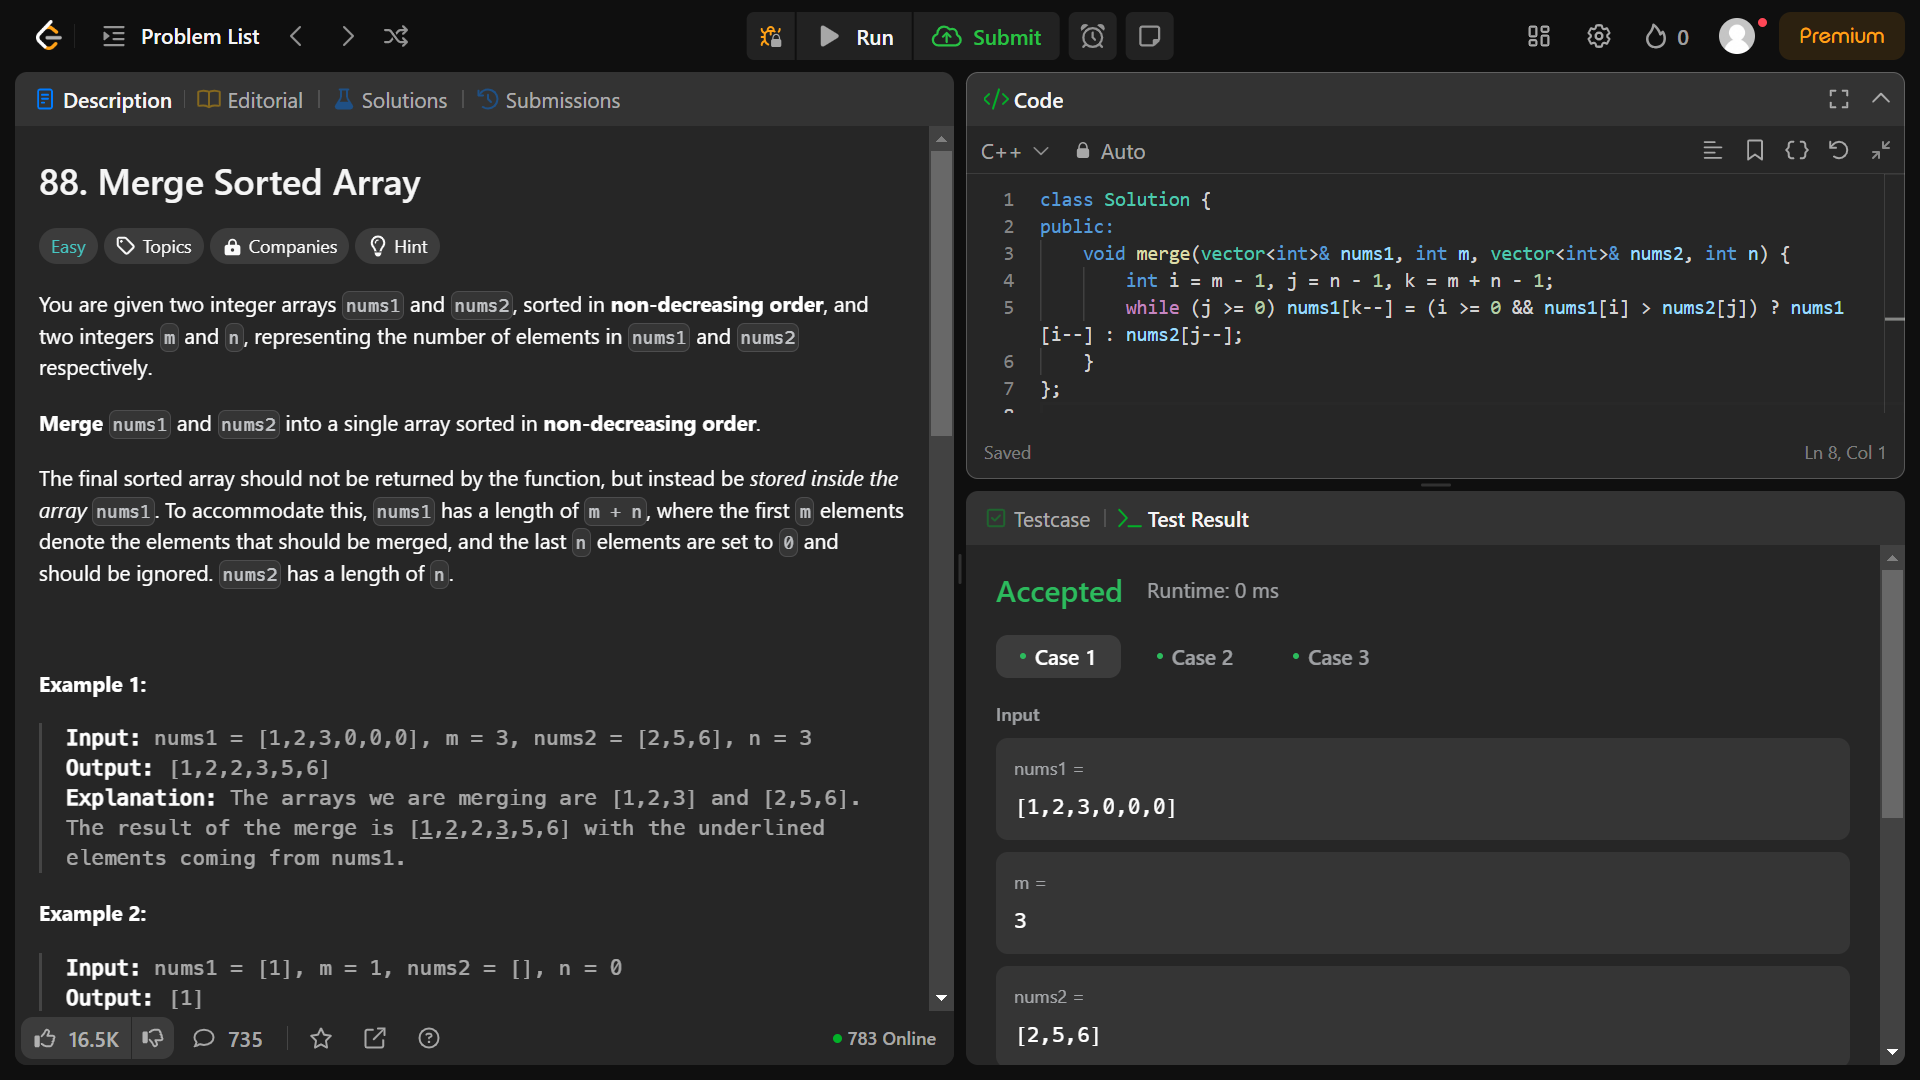 Problem List
Run
Submit
0
Premium
Description
Editorial
Solutions
Submissions
88. Merge Sorted Array
Easy
Topics
Companies
Hint
You are given two integer arrays nums1 and nums2, sorted in non-decreasing order, and
two integers m and n, representing the number of elements in nums1 and nums2
respectively.
Merge nums1 and nums2 into a single array sorted in non-decreasing order.
The final sorted array should not be returned by the function, but instead be stored inside the
array nums1. To accommodate this, nums1 has a length of m + n, where the first m elements
denote the elements that should be merged, and the last n elements are set to 0 and
should be ignored. nums2 has a length of n.
Example 1:
Input: nums1 = [1,2,3,0,0,0], m = 3, nums2 = [2,5,6], n = 3
Output: [1,2,2,3,5,6]
Explanation: The arrays we are merging are [1,2,3] and [2,5,6].
The result of the merge is [1,2,2,3,5,6] with the underlined
elements coming from nums1.
Example 2:
Input: nums1 = [1], m = 1, nums2 = [], n = 0
Output: [1]
16.5K
735
783 Online
Code
C++
Auto
1 class Solution {
2 public:
3 void merge(vector<int>& nums1, int m, vector<int>& nums2, int n) {
4 int i = m - 1, j = n - 1, k = m + n - 1;
5 while (j >= 0) nums1[k--] = (i >= 0 && nums1[i] > nums2[j]) ? nums1
[i--] : nums2[j--];
6 }
7 };
Saved
Ln 8, Col 1
Testcase
Test Result
Accepted
Runtime: 0 ms
Case 1
Case 2
Case 3
Input
nums1 =
[1,2,3,0,0,0]
m =
3
nums2 =
[2,5,6]